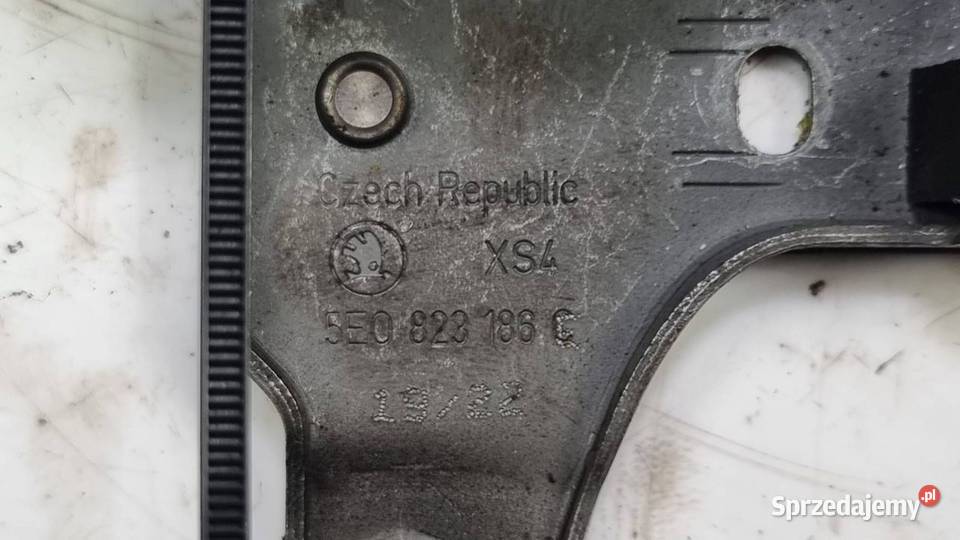 Czech Republic
XS4
5E0 823 186 C
19/22
Sprzedajemy.pl